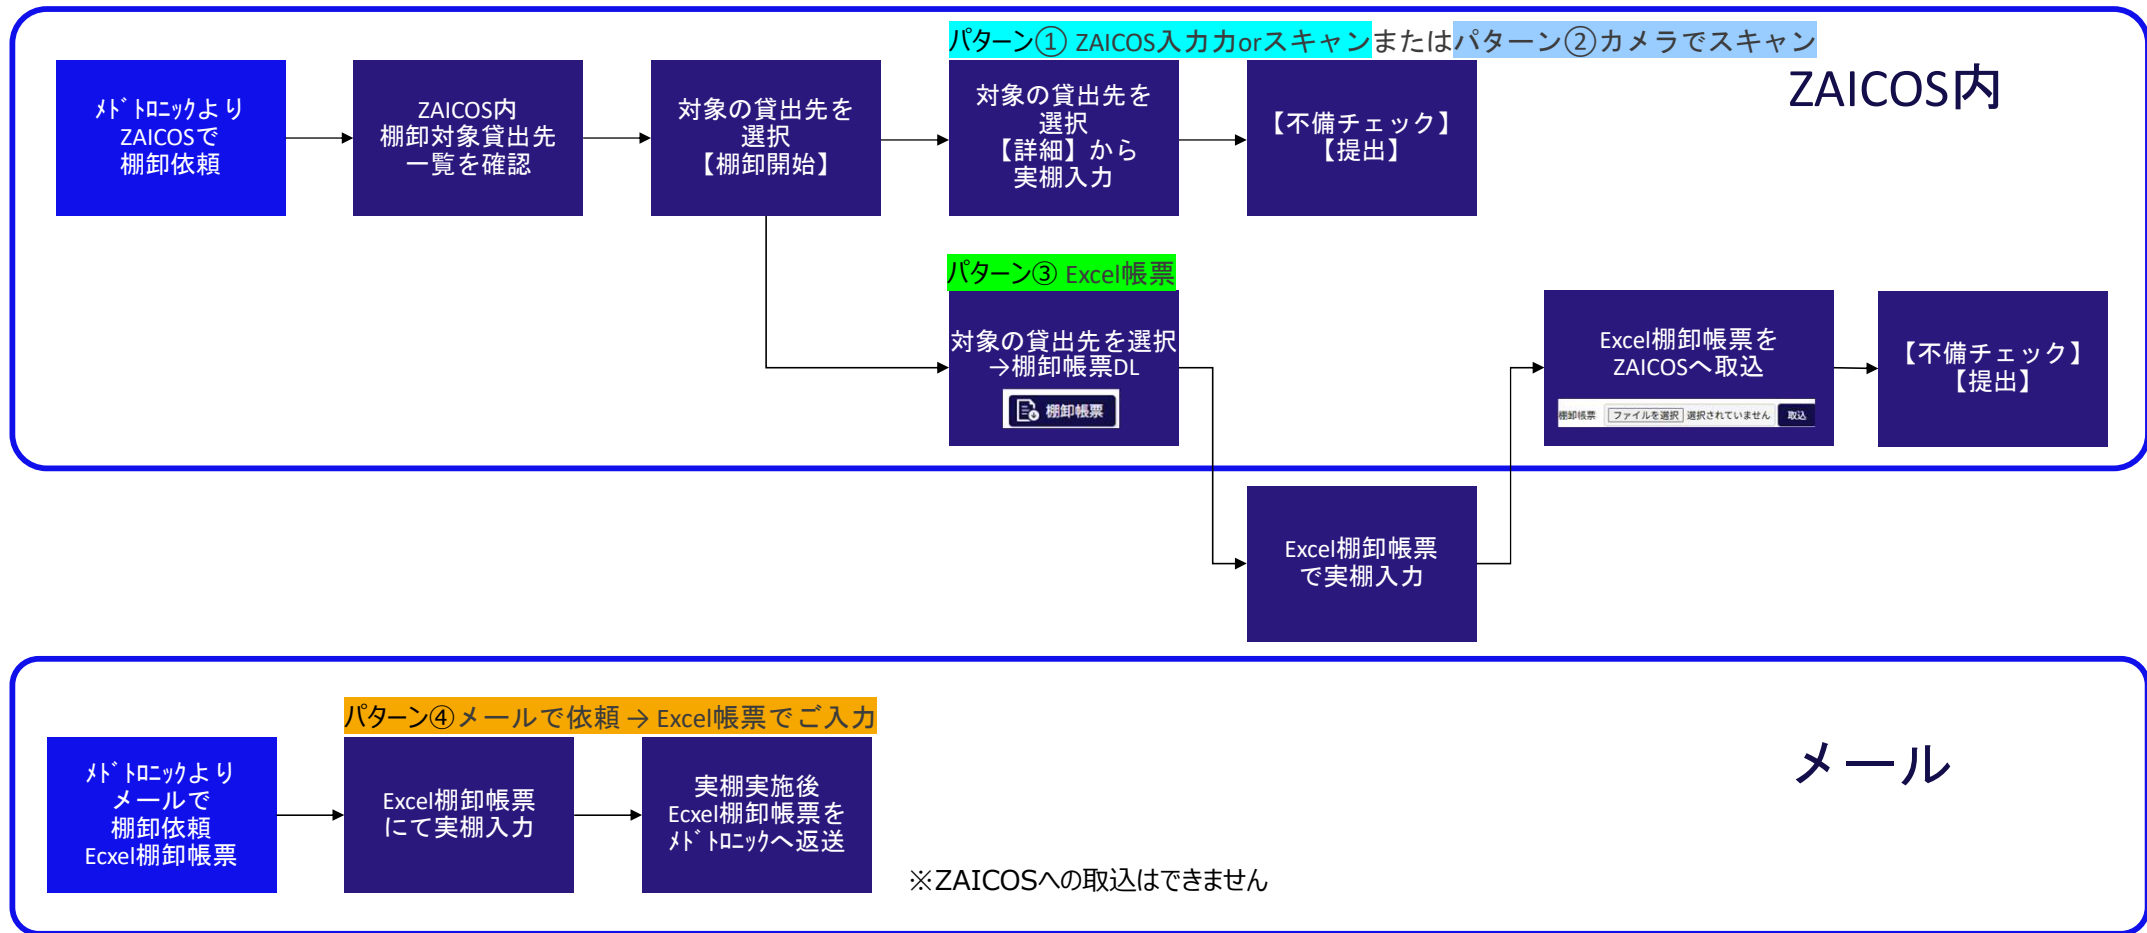 パターン① ZAICOS入力力orスキャンまたはパターン②カメラでスキャン
ZAICOS内
ﾒﾄﾞﾄﾛﾆｯｸより
ZAICOSで
棚卸依頼
ZAICOS内
棚卸対象貸出先
一覧を確認
対象の貸出先を
選択
【棚卸開始】
対象の貸出先を
選択
【詳細】から
実棚入力
【不備チェック】
【提出】
パターン③ Excel帳票
対象の貸出先を選択
→棚卸帳票DL
棚卸帳票
Excel棚卸帳票
で実棚入力
Excel棚卸帳票を
ZAICOSへ取込
棚卸帳票 ファイルを選択 選択されていません 取込
【不備チェック】
【提出】
メール
パターン④メールで依頼 → Excel帳票でご入力
ﾒﾄﾞﾄﾛﾆｯｸより
メールで
棚卸依頼
Ecxel棚卸帳票
Excel棚卸帳票
にて実棚入力
実棚実施後
Ecxel棚卸帳票を
ﾒﾄﾞﾄﾛﾆｯｸへ返送
※ZAICOSへの取込はできません